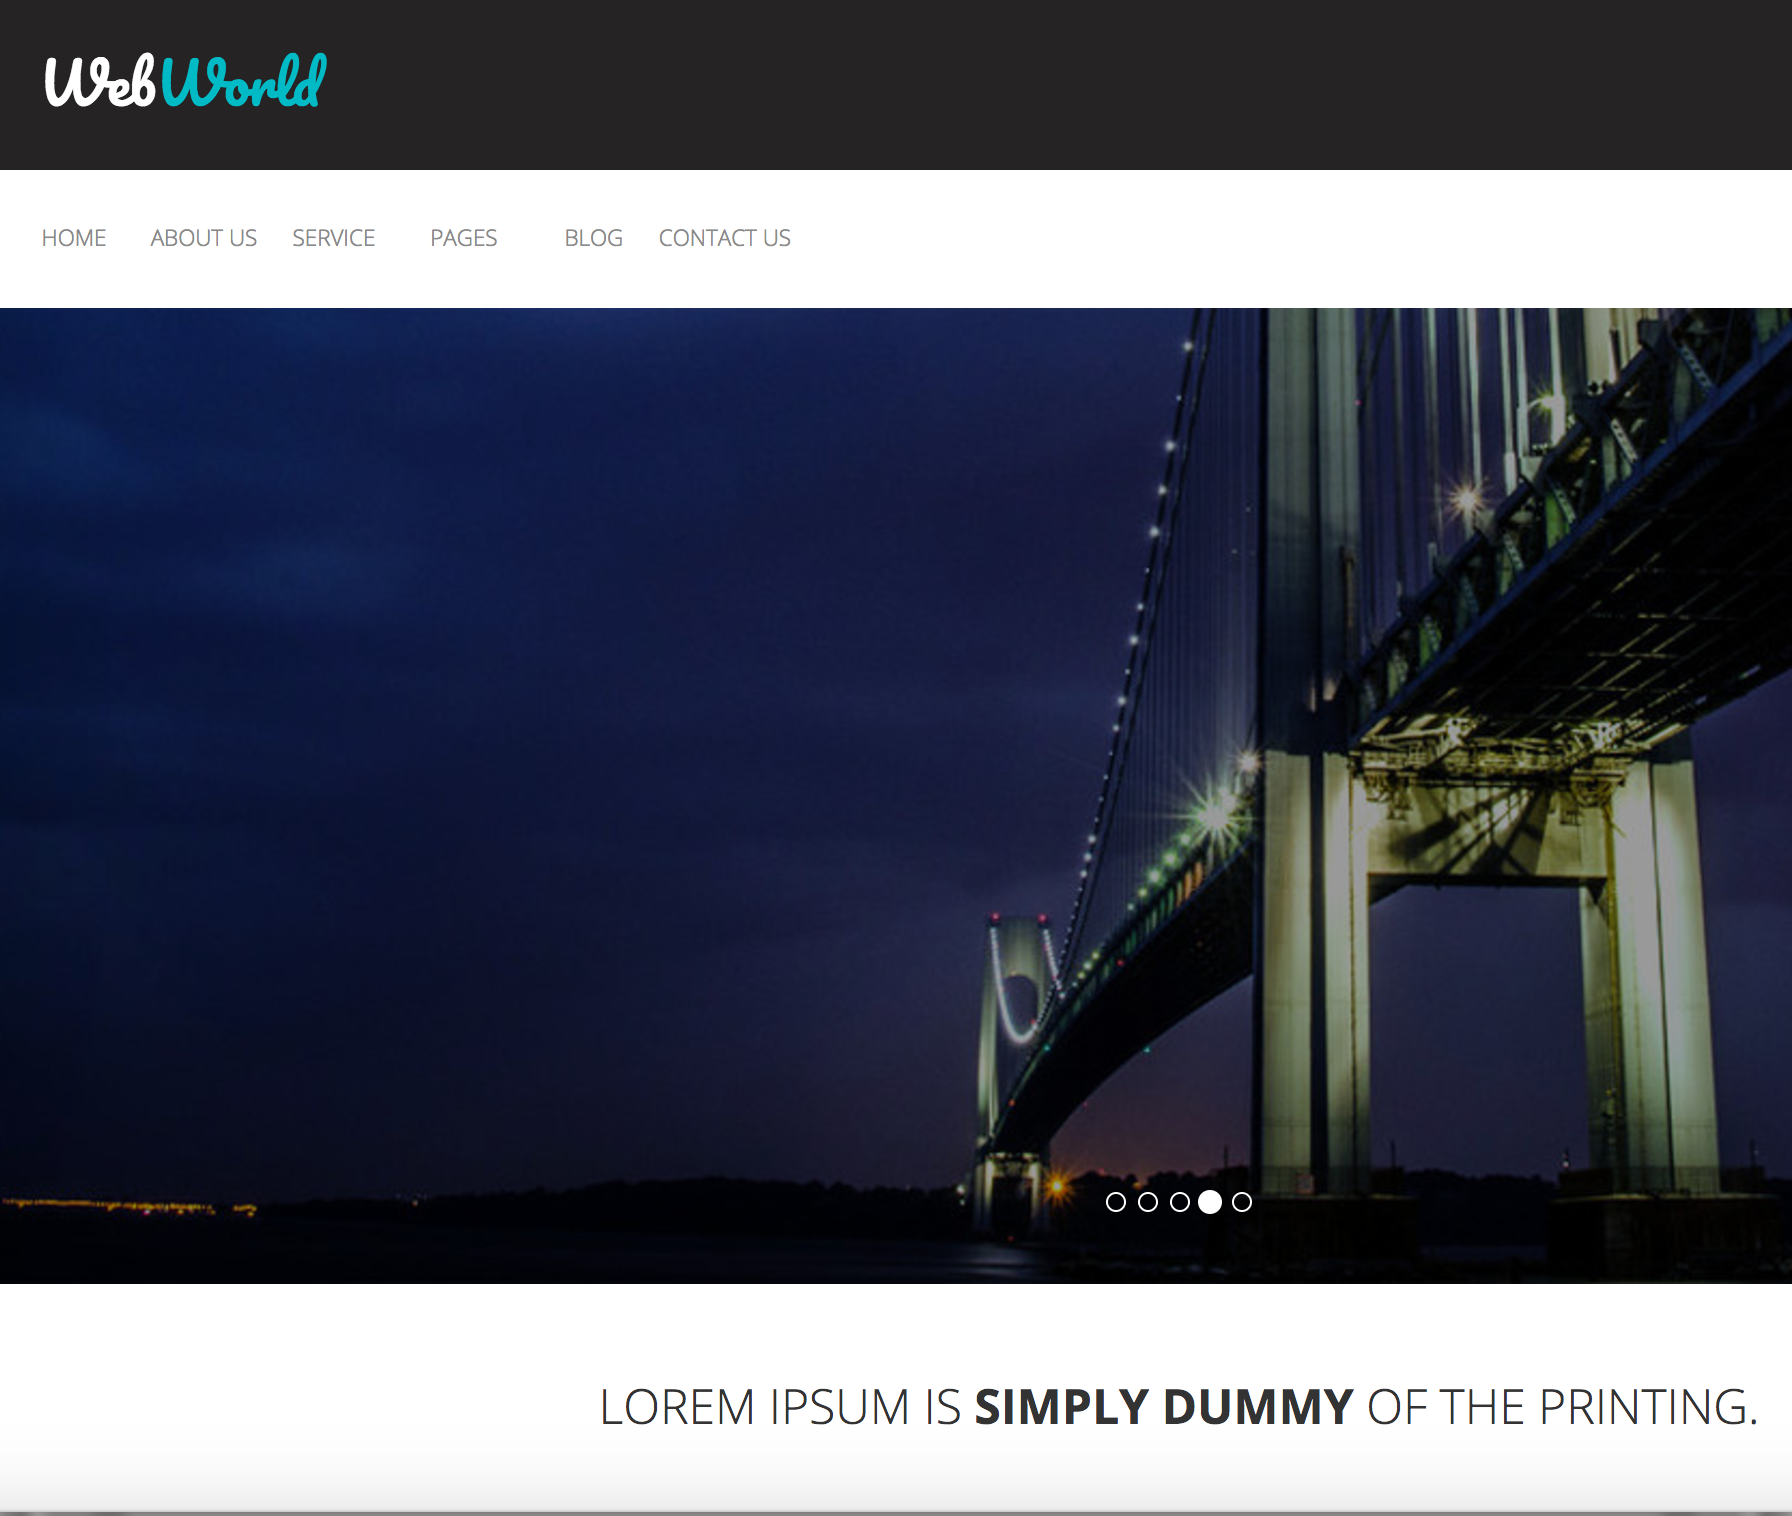 WebWorld
HOME ABOUT US SERVICE PAGES BLOG CONTACT US
LOREM IPSUM IS SIMPLY DUMMY OF THE PRINTING.